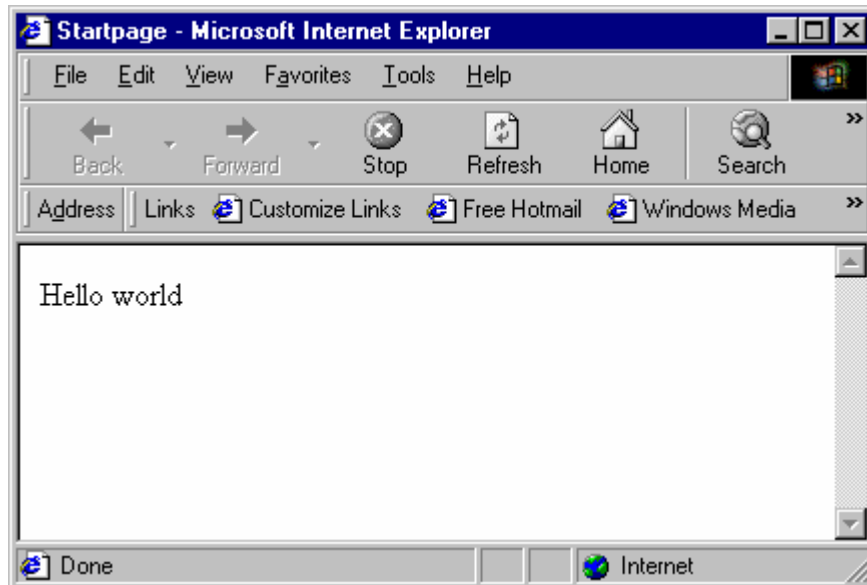 Startpage - Microsoft Internet Explorer
File Edit View Favorites Tools Help
Back Forward Stop Refresh Home Search »
Address Links Customize Links Free Hotmail Windows Media »
Hello world
Done Internet